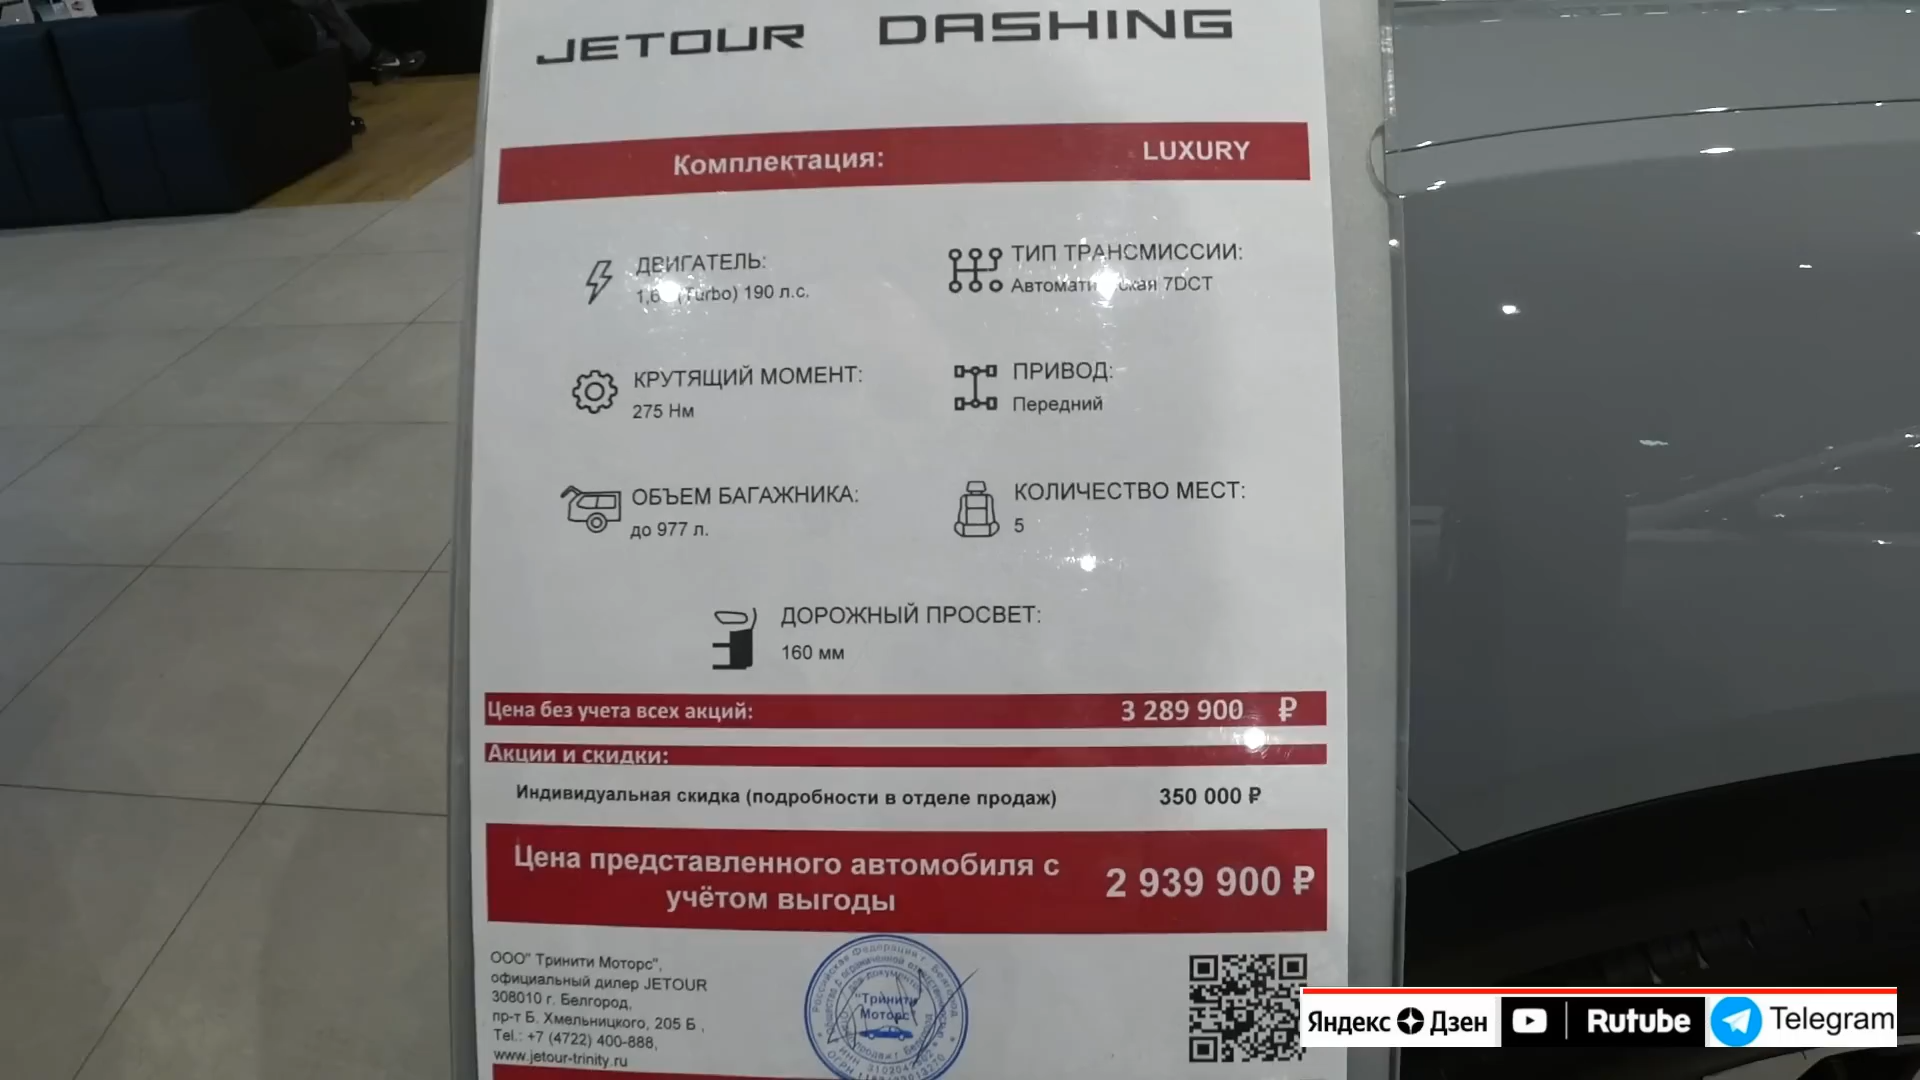 JETOUR DASHING
Комплектация: LUXURY
ДВИГАТЕЛЬ:
(Turbo) 190 л.с.
ТИП ТРАНСМИССИИ:
7DCT
КРУТЯЩИЙ МОМЕНТ:
275 Нм
ПРИВОД:
Передний
ОБЪЕМ БАГАЖНИКА:
до 977 л.
КОЛИЧЕСТВО МЕСТ:
5
ДОРОЖНЫЙ ПРОСВЕТ:
160 мм
Цена без учета всех акций: 3 289 900 ₽
Акции и скидки:
Индивидуальная скидка (подробности в отделе продаж) 350 000 ₽
Цена представленного автомобиля с
учётом выгоды
2 939 900 ₽
ООО" Тринити Моторс",
официальный дилер JETOUR
308010 г. Белгород,
пр-т Б. Хмельницкого, 205 Б ,
Tel.: +7 (4722) 400-888,
www.jetour-trinity.ru
"Тринити
Моторс"
Яндекс Дзен Rutube Telegram